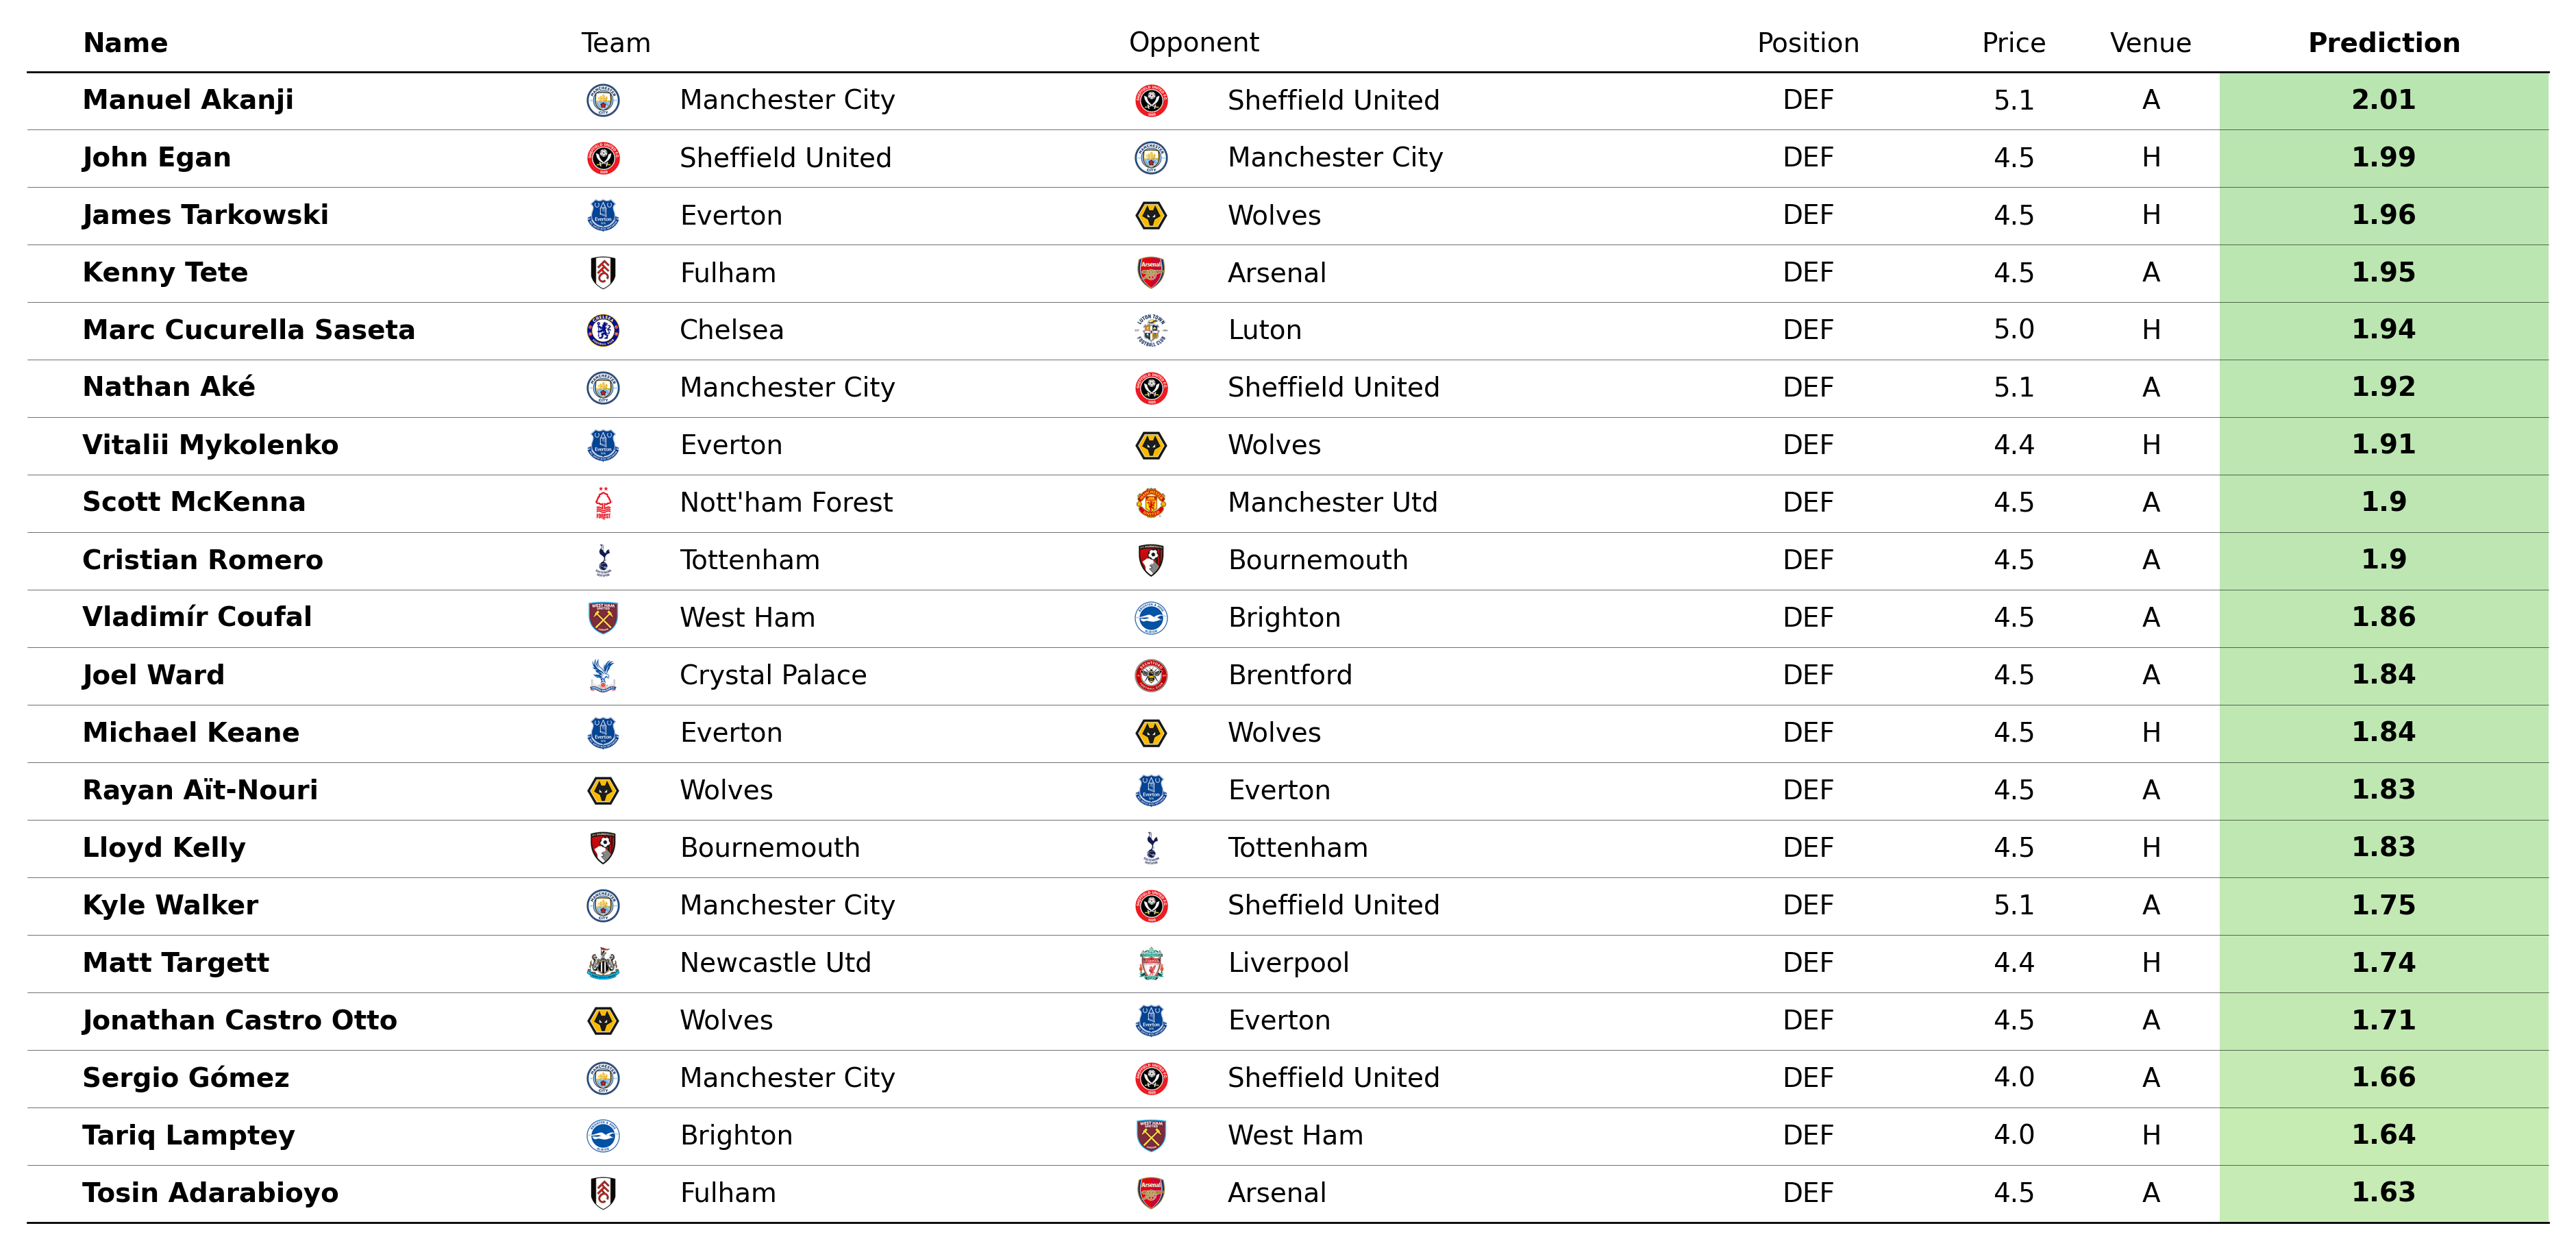 Name Team Opponent Position Price Venue Prediction
Manuel Akanji Manchester City Sheffield United DEF 5.1 A 2.01
John Egan Sheffield United Manchester City DEF 4.5 H 1.99
James Tarkowski Everton Wolves DEF 4.5 H 1.96
Kenny Tete Fulham Arsenal DEF 4.5 A 1.95
Marc Cucurella Saseta Chelsea Luton DEF 5.0 H 1.94
Nathan Aké Manchester City Sheffield United DEF 5.1 A 1.92
Vitalii Mykolenko Everton Wolves DEF 4.4 H 1.91
Scott McKenna Nott'ham Forest Manchester Utd DEF 4.5 A 1.9
Cristian Romero Tottenham Bournemouth DEF 4.5 A 1.9
Vladimír Coufal West Ham Brighton DEF 4.5 A 1.86
Joel Ward Crystal Palace Brentford DEF 4.5 A 1.84
Michael Keane Everton Wolves DEF 4.5 H 1.84
Rayan Aït-Nouri Wolves Everton DEF 4.5 A 1.83
Lloyd Kelly Bournemouth Tottenham DEF 4.5 H 1.83
Kyle Walker Manchester City Sheffield United DEF 5.1 A 1.75
Matt Targett Newcastle Utd Liverpool DEF 4.4 H 1.74
Jonathan Castro Otto Wolves Everton DEF 4.5 A 1.71
Sergio Gómez Manchester City Sheffield United DEF 4.0 A 1.66
Tariq Lamptey Brighton West Ham DEF 4.0 H 1.64
Tosin Adarabioyo Fulham Arsenal DEF 4.5 A 1.63